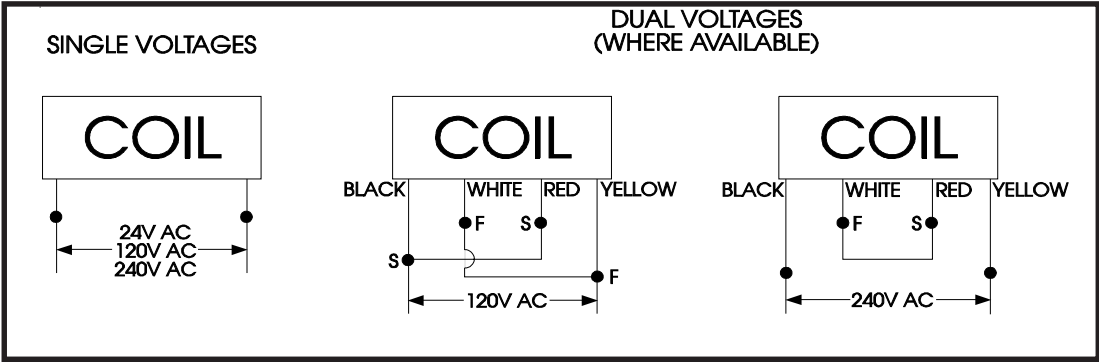 SINGLE VOLTAGES
DUAL VOLTAGES
(WHERE AVAILABLE)
COIL
24V AC
120V AC
240V AC
COIL
BLACK WHITE RED YELLOW
F S
S
F
120V AC
COIL
BLACK WHITE RED YELLOW
F S
240V AC